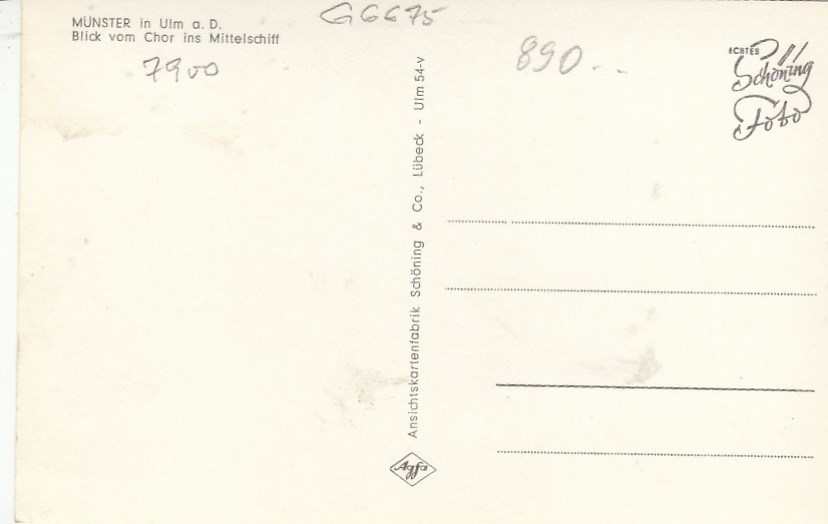 MÜNSTER in Ulm a. D.
Blick vom Chor ins Mittelschiff
7900
G6675
890..
ECHTES
Schöning
Foto
Ansichtskartenfabrik Schöning & Co., Lübeck - Ulm 54-v
Agfa